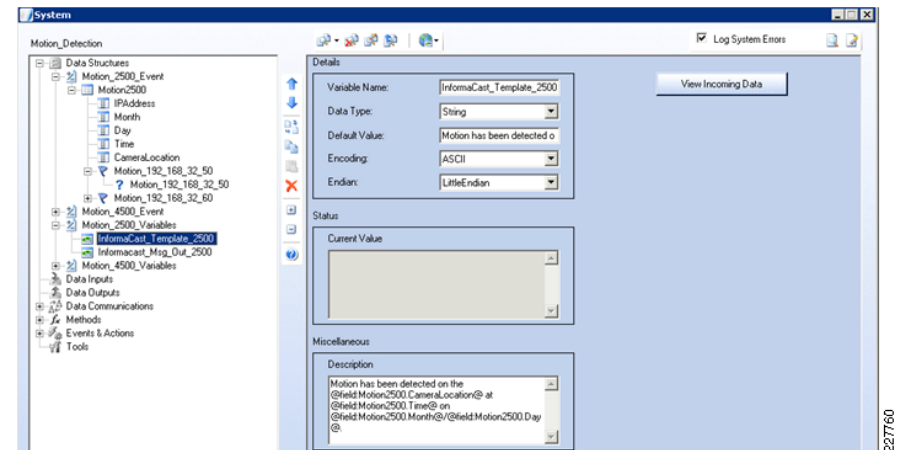 System
Motion_Detection
Log System Errors
Data Structures
Motion_2500_Event
Motion2500
IPAddress
Month
Day
Time
CameraLocation
Motion_192_168_32_50
Motion_192_168_32_50
Motion_192_168_32_60
Motion_4500_Event
Motion_2500_Variables
InformaCast_Template_2500
Informacast_Msg_Out_2500
Motion_4500_Variables
Data Inputs
Data Outputs
Data Communications
Methods
Events & Actions
Tools
Details
Variable Name: InformaCast_Template_2500
Data Type: String
Default Value: Motion has been detected o
Encoding: ASCII
Endian: LittleEndian
View Incoming Data
Status
Current Value
Miscellaneous
Description
Motion has been detected on the
@field:Motion2500.CameraLocation@ at
@field:Motion2500.Time@ on
@field:Motion2500.Month@/@field:Motion2500.Day
@.
227760